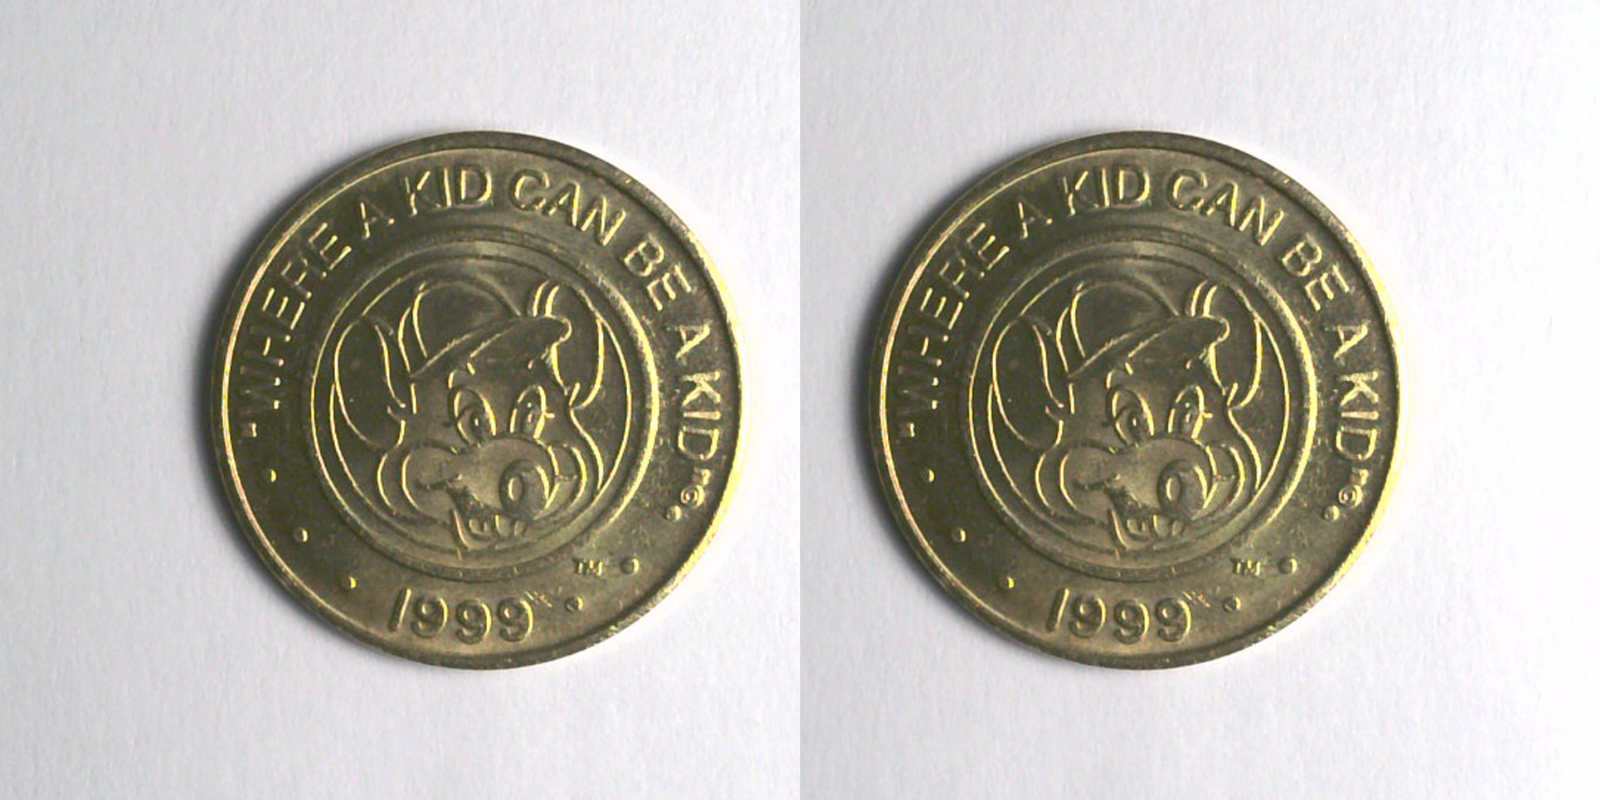 "WHERE A KID CAN BE A KID"®.
TM
1999
"WHERE A KID CAN BE A KID"®.
TM
1999